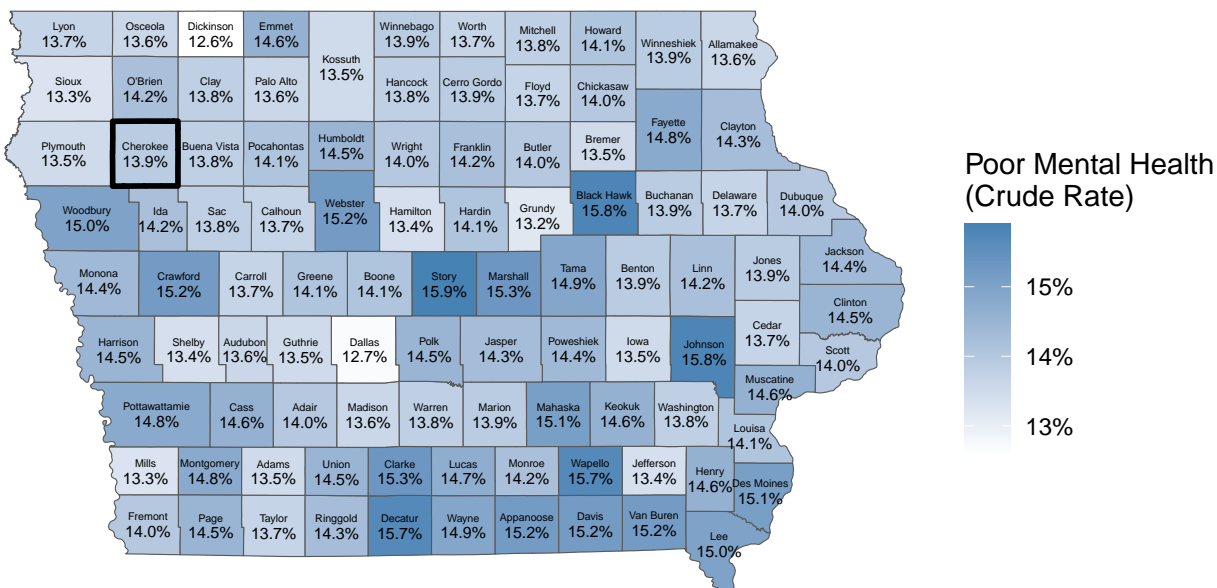 Lyon
13.7%
Osceola
13.6%
Dickinson
12.6%
Emmet
14.6%
Kossuth
13.5%
Winnebago
13.9%
Worth
13.7%
Mitchell
13.8%
Howard
14.1%
Winneshiek
13.9%
Allamakee
13.6%
Sioux
13.3%
O'Brien
14.2%
Clay
13.8%
Palo Alto
13.6%
Hancock
13.8%
Cerro Gordo
13.9%
Floyd
13.7%
Chickasaw
14.0%
Fayette
14.8%
Clayton
14.3%
Plymouth
13.5%
Cherokee
13.9%
Buena Vista
13.8%
Pocahontas
14.1%
Humboldt
14.5%
Wright
14.0%
Franklin
14.2%
Butler
14.0%
Bremer
13.5%
Woodbury
15.0%
Ida
14.2%
Sac
13.8%
Calhoun
13.7%
Webster
15.2%
Hamilton
13.4%
Hardin
14.1%
Grundy
13.2%
Black Hawk
15.8%
Buchanan
13.9%
Delaware
13.7%
Dubuque
14.0%
Monona
14.4%
Crawford
15.2%
Carroll
13.7%
Greene
14.1%
Boone
14.1%
Story
15.9%
Marshall
15.3%
Tama
14.9%
Benton
13.9%
Linn
14.2%
Jones
13.9%
Jackson
14.4%
Clinton
14.5%
Harrison
14.5%
Shelby
13.4%
Audubon
13.6%
Guthrie
13.5%
Dallas
12.7%
Polk
14.5%
Jasper
14.3%
Poweshiek
14.4%
Iowa
13.5%
Johnson
15.8%
Cedar
13.7%
Scott
14.0%
Muscatine
14.6%
Pottawattamie
14.8%
Cass
14.6%
Adair
14.0%
Madison
13.6%
Warren
13.8%
Marion
13.9%
Mahaska
15.1%
Keokuk
14.6%
Washington
13.8%
Louisa
14.1%
Mills
13.3%
Montgomery
14.8%
Adams
13.5%
Union
14.5%
Clarke
15.3%
Lucas
14.7%
Monroe
14.2%
Wapello
15.7%
Jefferson
13.4%
Henry
14.6%
Des Moines
15.1%
Fremont
14.0%
Page
14.5%
Taylor
13.7%
Ringgold
14.3%
Decatur
15.7%
Wayne
14.9%
Appanoose
15.2%
Davis
15.2%
Van Buren
15.2%
Lee
15.0%
Poor Mental Health
(Crude Rate)
15%
14%
13%